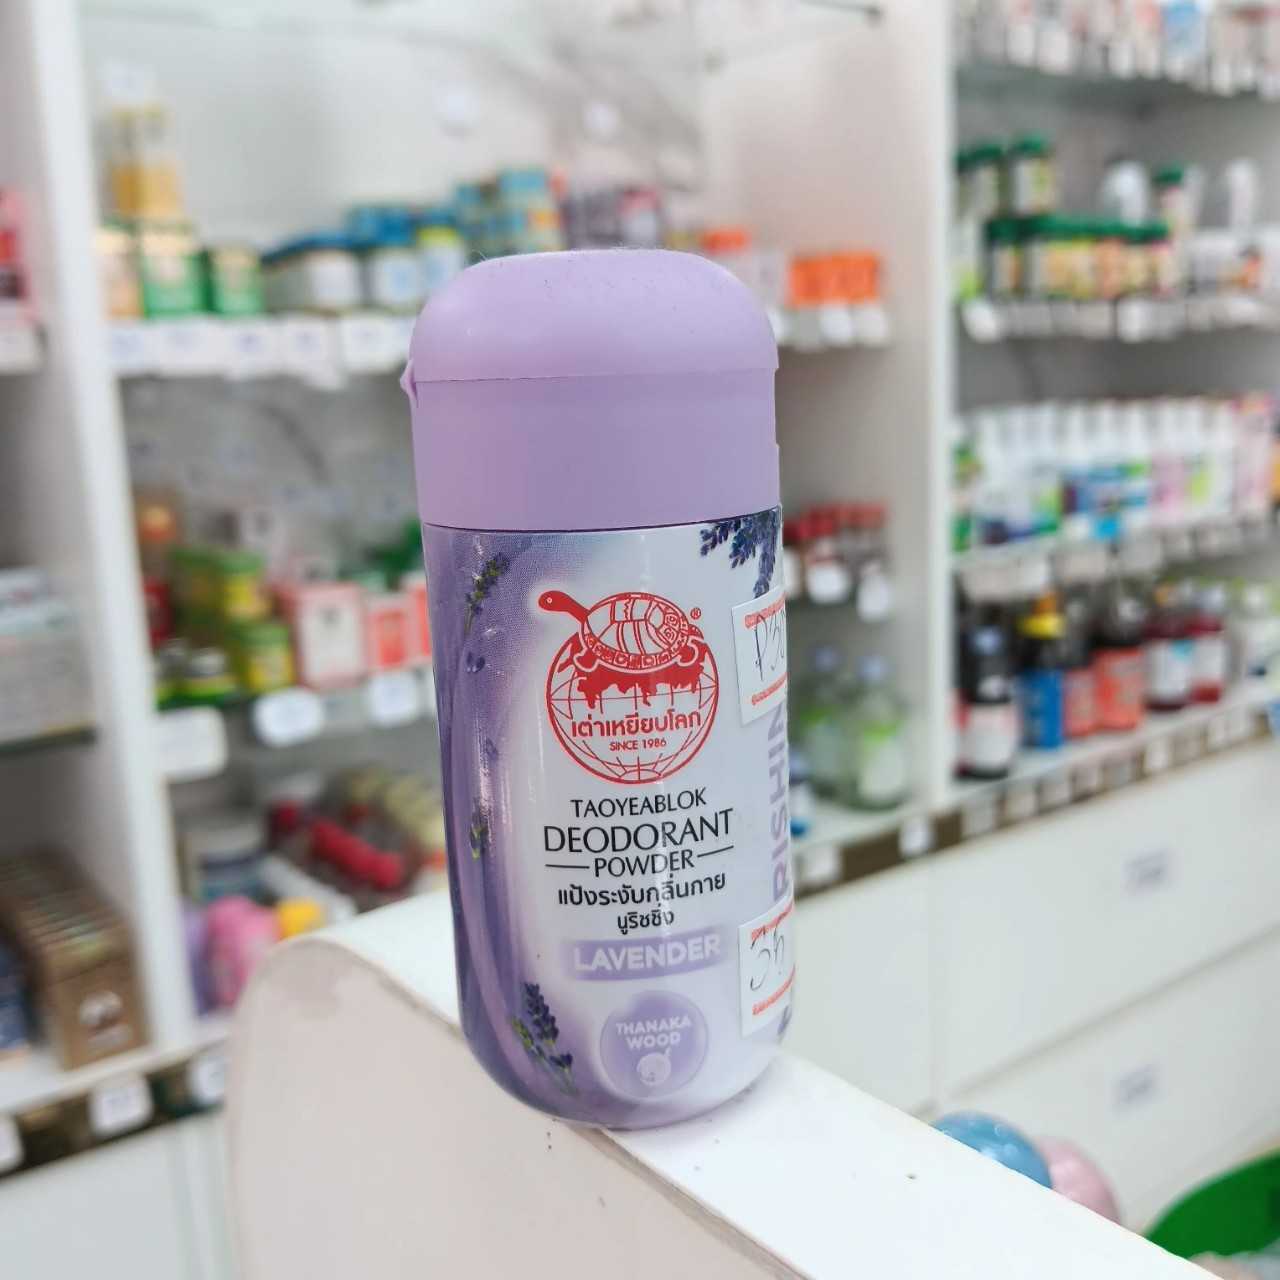 ®
เต่าเหยียบโลก
SINCE 1986
TAOYEABLOK
DEODORANT
POWDER
แป้งระงับกลิ่นกาย
นูริชชิ่ง
LAVENDER
THANAKA
WOOD